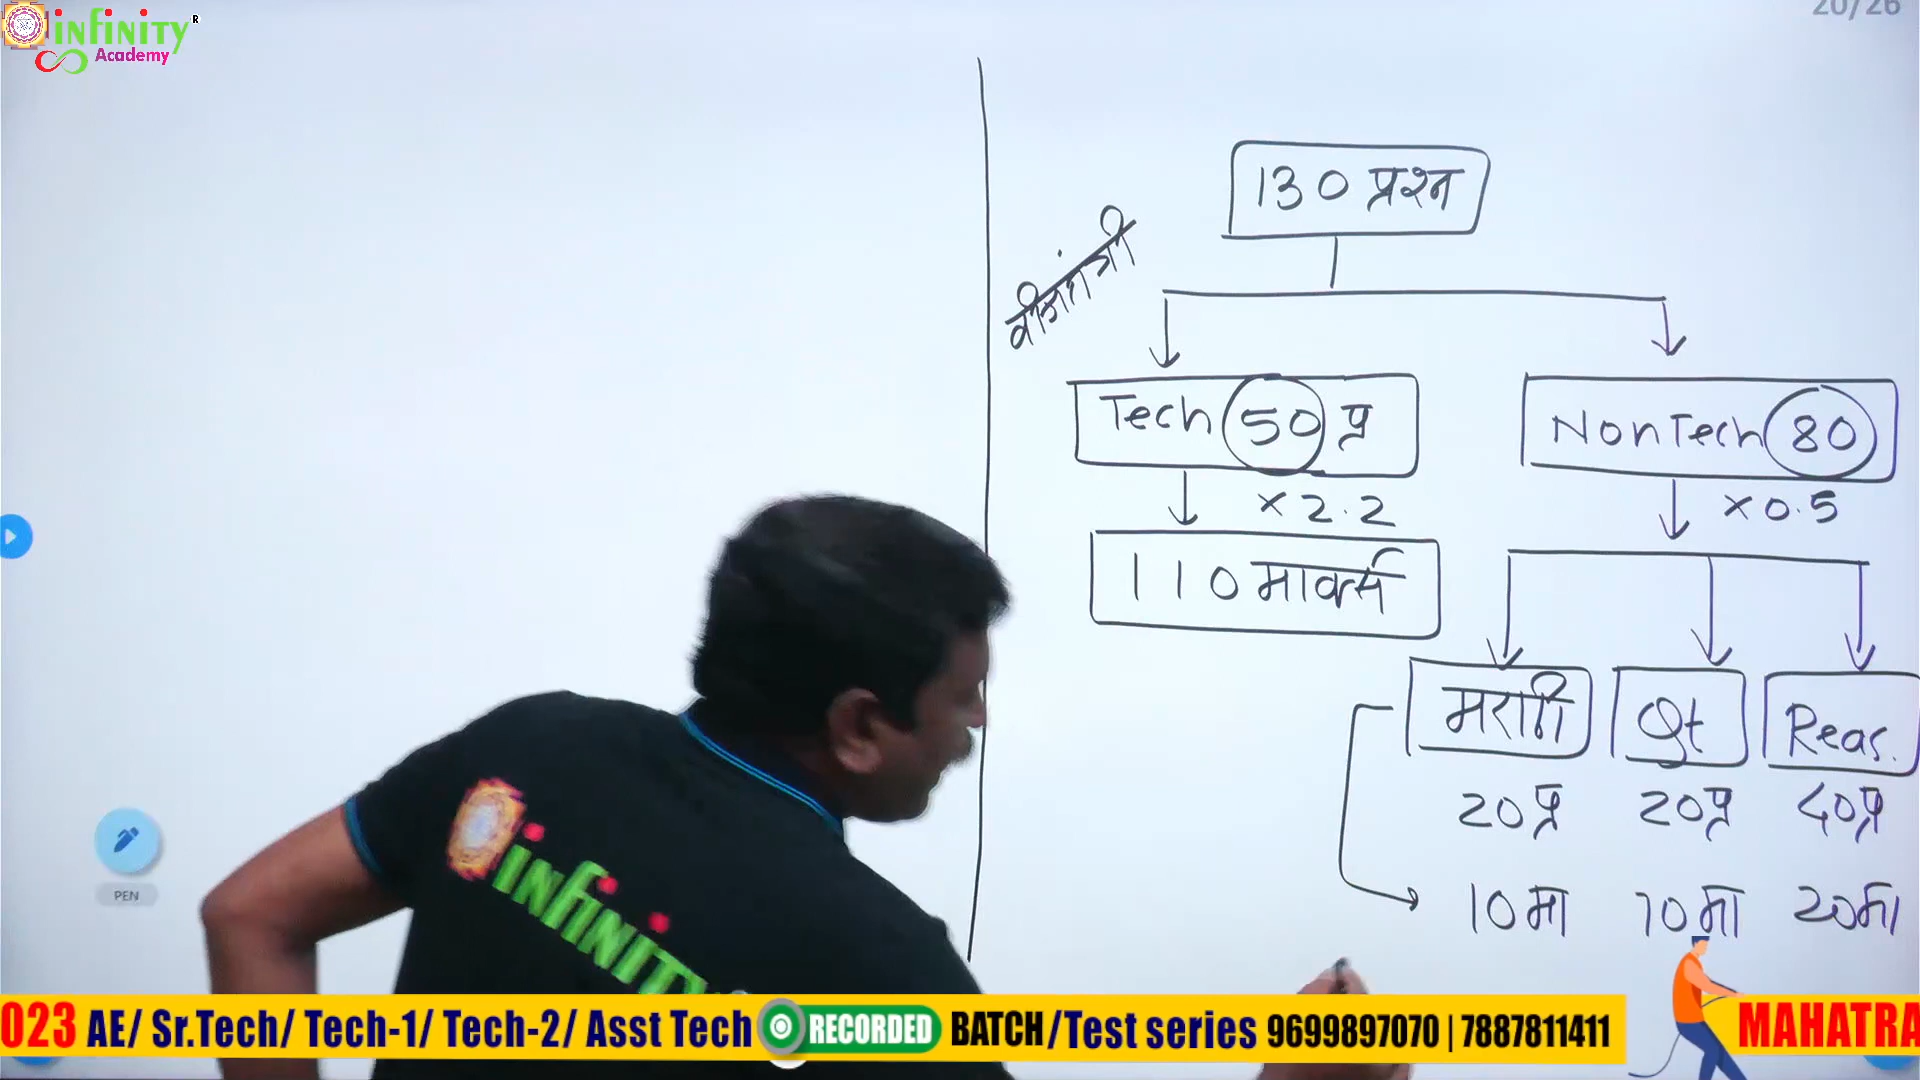 infinity
Academy
20/26
130 प्रश्न
Tech 50 प्र
NonTech 80
×2.2
×0.5
110 मार्क्स
मराठी
Qt
Reas.
20 प्र
20 प्र
40 प्र
10 मा
10 मा
20 मा
PEN
infinity
023 AE/ Sr.Tech/ Tech-1/ Tech-2/ Asst Tech RECORDED BATCH /Test series 9699897070 | 7887811411
MAHATRA